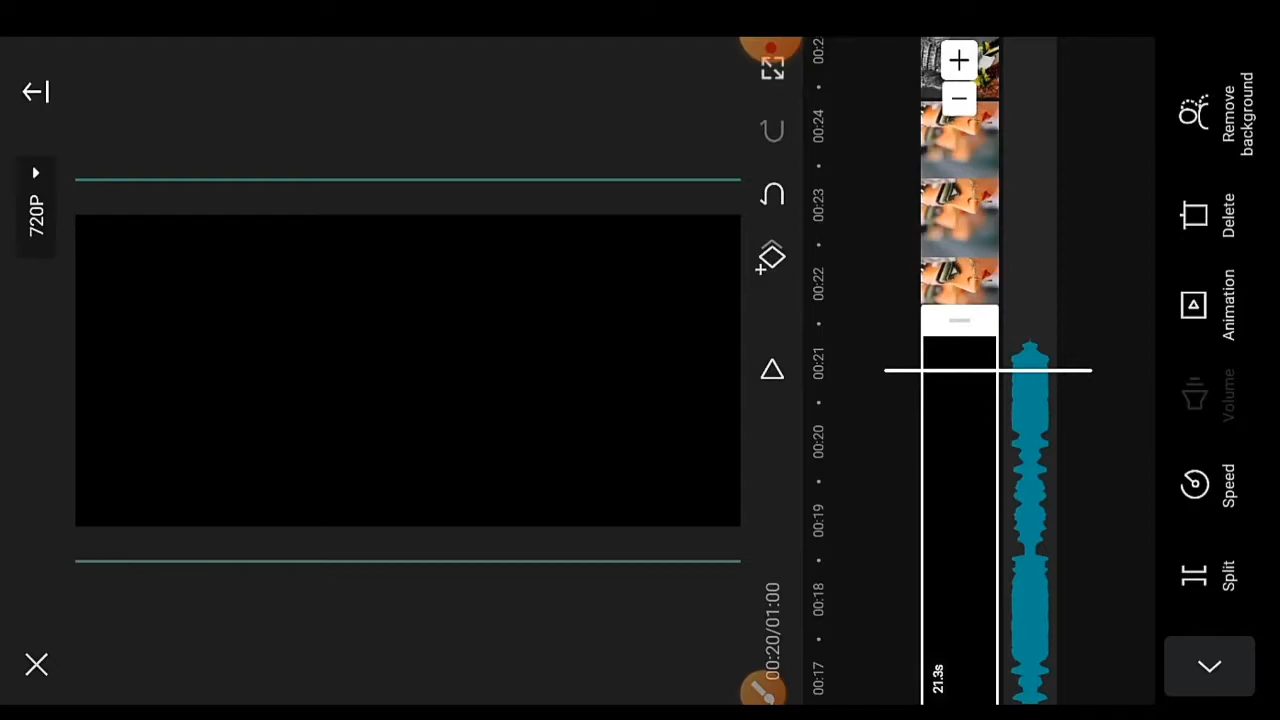 720P
00:20/01:00
00:17
00:18
00:19
00:20
00:21
00:22
00:23
00:24
00:2
21.3s
Split
Speed
Volume
Animation
Delete
Remove
background